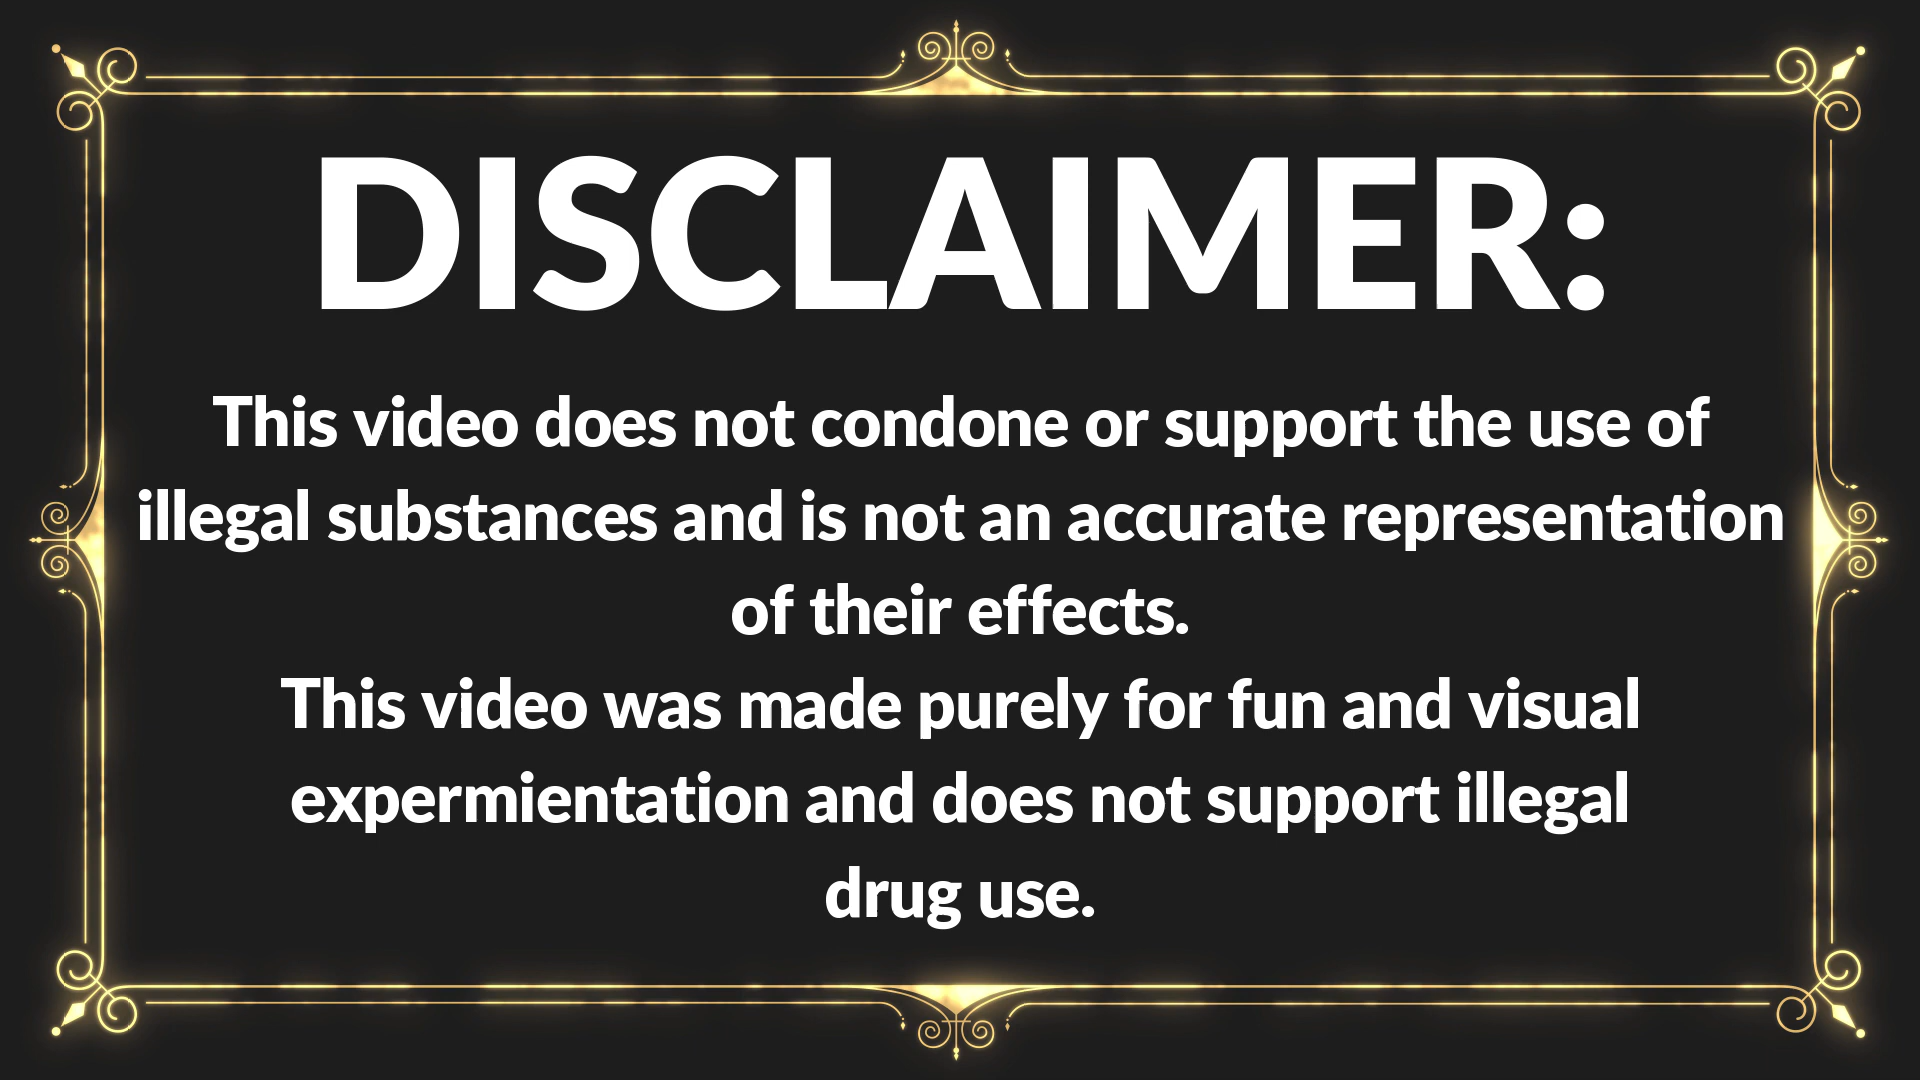 DISCLAIMER:
This video does not condone or support the use of
illegal substances and is not an accurate representation
of their effects.
This video was made purely for fun and visual
expermientation and does not support illegal
drug use.